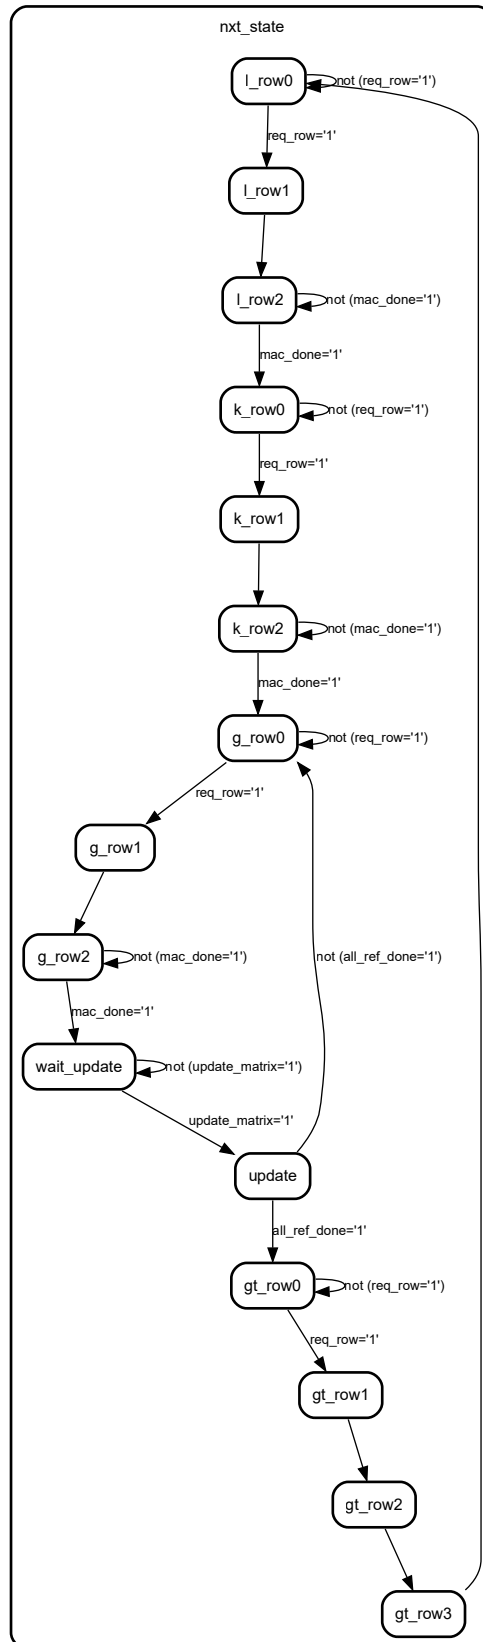 nxt_state
l_row0
not (req_row='1')
req_row='1'
l_row1
l_row2
not (mac_done='1')
mac_done='1'
k_row0
not (req_row='1')
req_row='1'
k_row1
k_row2
not (mac_done='1')
mac_done='1'
g_row0
not (req_row='1')
req_row='1'
g_row1
g_row2
not (mac_done='1')
not (all_ref_done='1')
mac_done='1'
wait_update
not (update_matrix='1')
update_matrix='1'
update
all_ref_done='1'
gt_row0
not (req_row='1')
req_row='1'
gt_row1
gt_row2
gt_row3